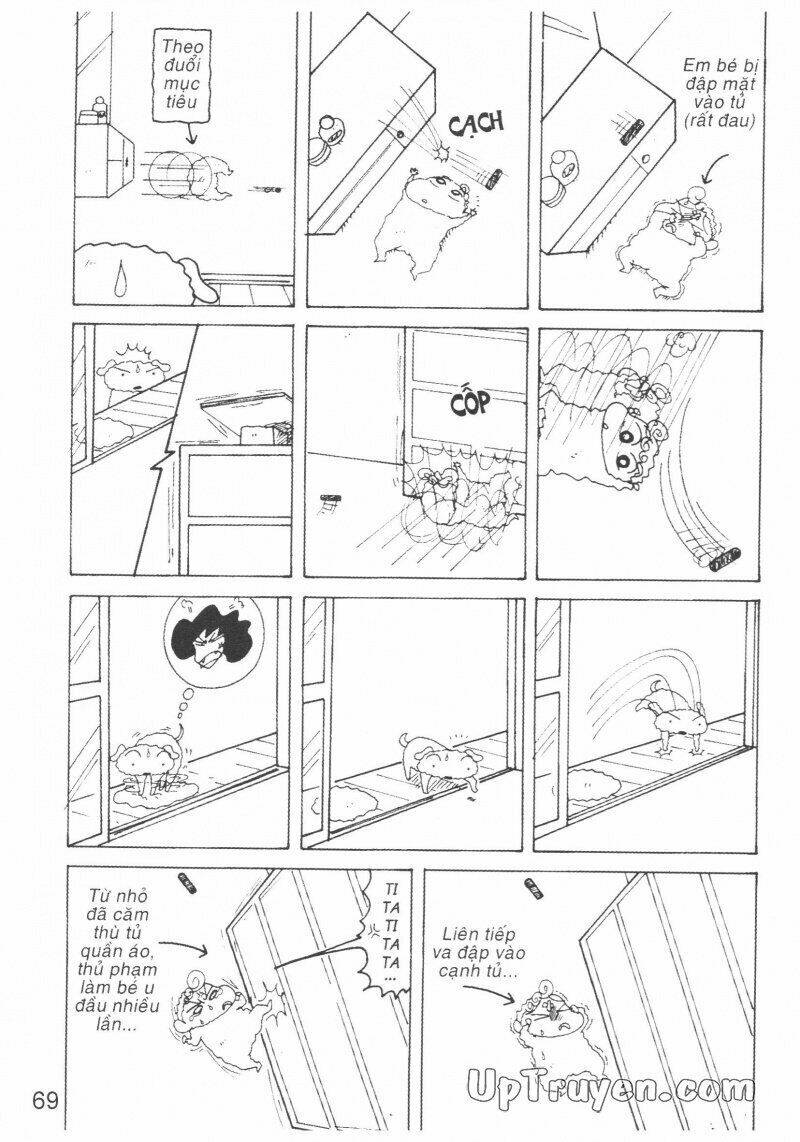 Theo
đuổi
mục
tiêu
CẠCH
Em bé bị
đập mặt
vào tủ
(rất đau)
CỐP
Từ nhỏ
đã căm
thù tủ
quần áo,
thủ phạm
làm bé u
đầu nhiều
lần...
TI
TA
TI
TA
TA
...
Liên tiếp
va đập vào
cạnh tủ...
UpTruyen.com
69